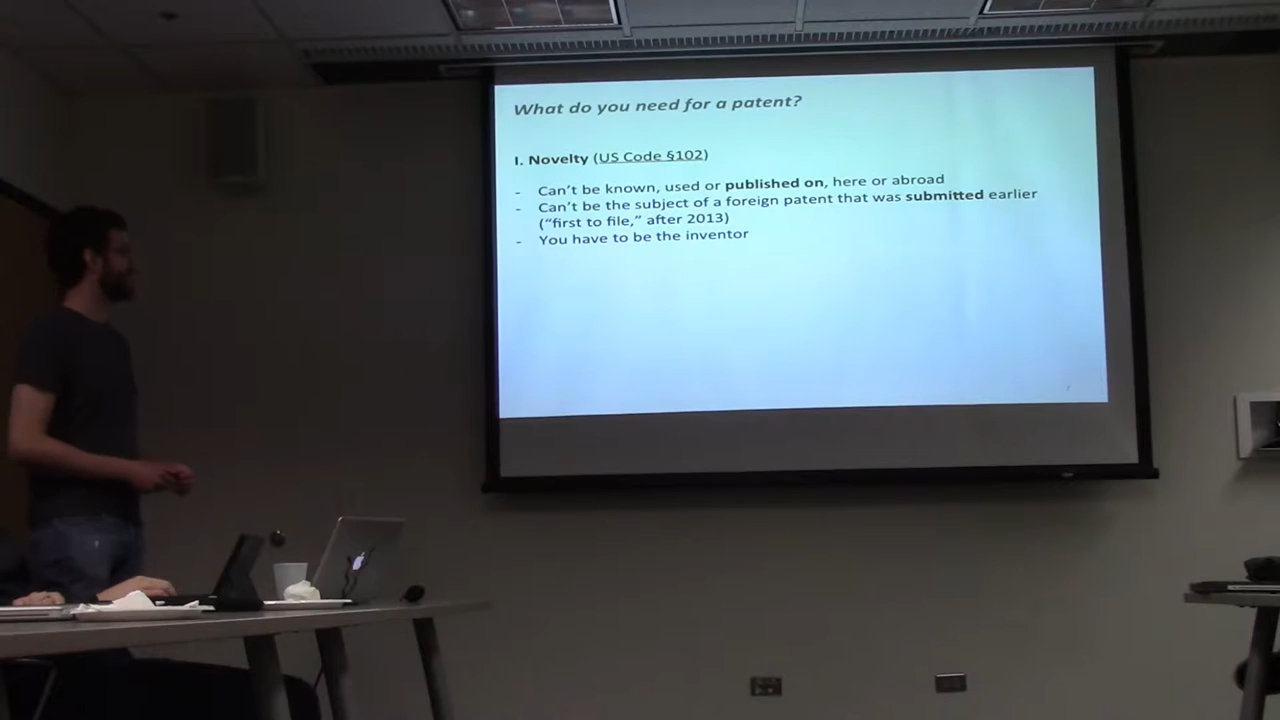 What do you need for a patent?
I. Novelty (US Code §102)
- Can't be known, used or published on, here or abroad
- Can't be the subject of a foreign patent that was submitted earlier
(“first to file,” after 2013)
- You have to be the inventor